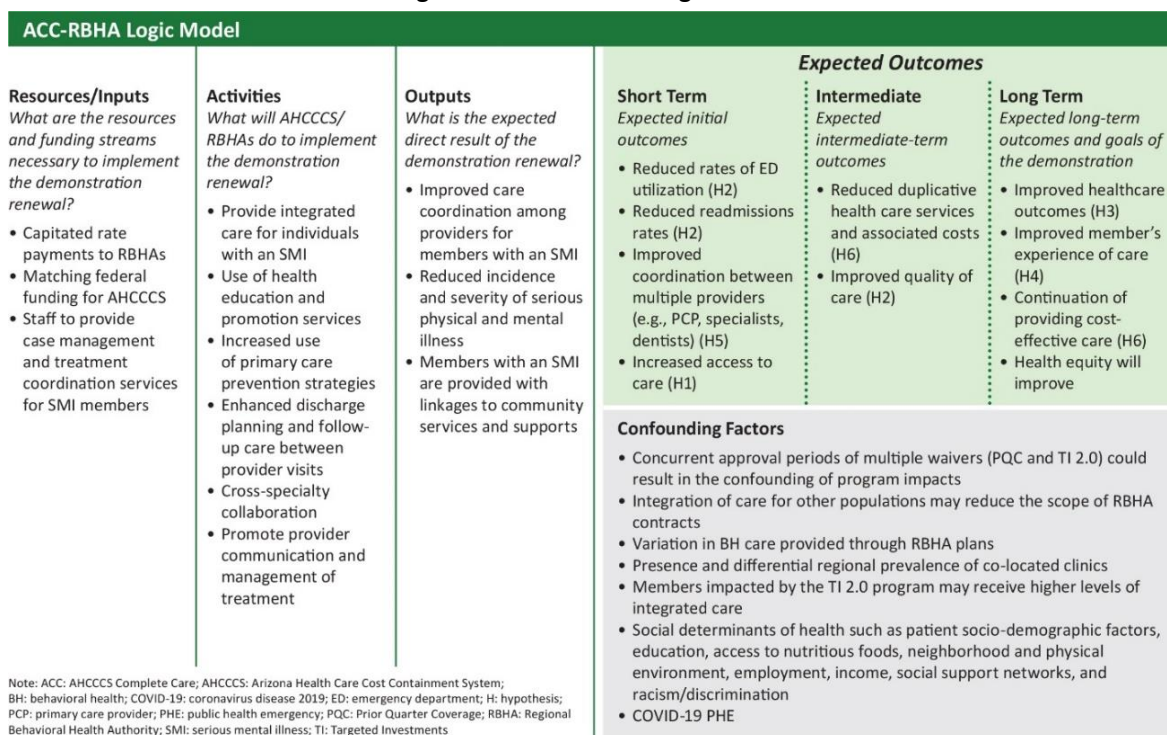 ACC-RBHA Logic Model
Resources/Inputs
What are the resources
and funding streams
necessary to implement
the demonstration
renewal?
• Capitated rate
payments to RBHAs
• Matching federal
funding for AHCCCS
• Staff to provide
case management
and treatment
coordination services
for SMI members
Activities
What will AHCCCS/
RBHAs do to implement
the demonstration
renewal?
• Provide integrated
care for individuals
with an SMI
• Use of health
education and
promotion services
• Increased use
of primary care
prevention strategies
• Enhanced discharge
planning and follow-
up care between
provider visits
• Cross-specialty
collaboration
• Promote provider
communication and
management of
treatment
Outputs
What is the expected
direct result of the
demonstration renewal?
• Improved care
coordination among
providers for
members with an SMI
• Reduced incidence
and severity of serious
physical and mental
illness
• Members with an SMI
are provided with
linkages to community
services and supports
Expected Outcomes
Short Term
Expected initial
outcomes
• Reduced rates of ED
utilization (H2)
• Reduced readmissions
rates (H2)
• Improved
coordination between
multiple providers
(e.g., PCP, specialists,
dentists) (H5)
• Increased access to
care (H1)
Intermediate
Expected
intermediate-term
outcomes
• Reduced duplicative
health care services
and associated costs
(H6)
• Improved quality of
care (H2)
Long Term
Expected long-term
outcomes and goals of
the demonstration
• Improved healthcare
outcomes (H3)
• Improved member's
experience of care
(H4)
• Continuation of
providing cost-
effective care (H6)
• Health equity will
improve
Confounding Factors
• Concurrent approval periods of multiple waivers (PQC and TI 2.0) could
result in the confounding of program impacts
• Integration of care for other populations may reduce the scope of RBHA
contracts
• Variation in BH care provided through RBHA plans
• Presence and differential regional prevalence of co-located clinics
• Members impacted by the TI 2.0 program may receive higher levels of
integrated care
• Social determinants of health such as patient socio-demographic factors,
education, access to nutritious foods, neighborhood and physical
environment, employment, income, social support networks, and
racism/discrimination
• COVID-19 PHE
Note: ACC: AHCCCS Complete Care; AHCCCS: Arizona Health Care Cost Containment System;
BH: behavioral health; COVID-19: coronavirus disease 2019; ED: emergency department; H: hypothesis;
PCP: primary care provider; PHE: public health emergency; PQC: Prior Quarter Coverage; RBHA: Regional
Behavioral Health Authority; SMI: serious mental illness; TI: Targeted Investments